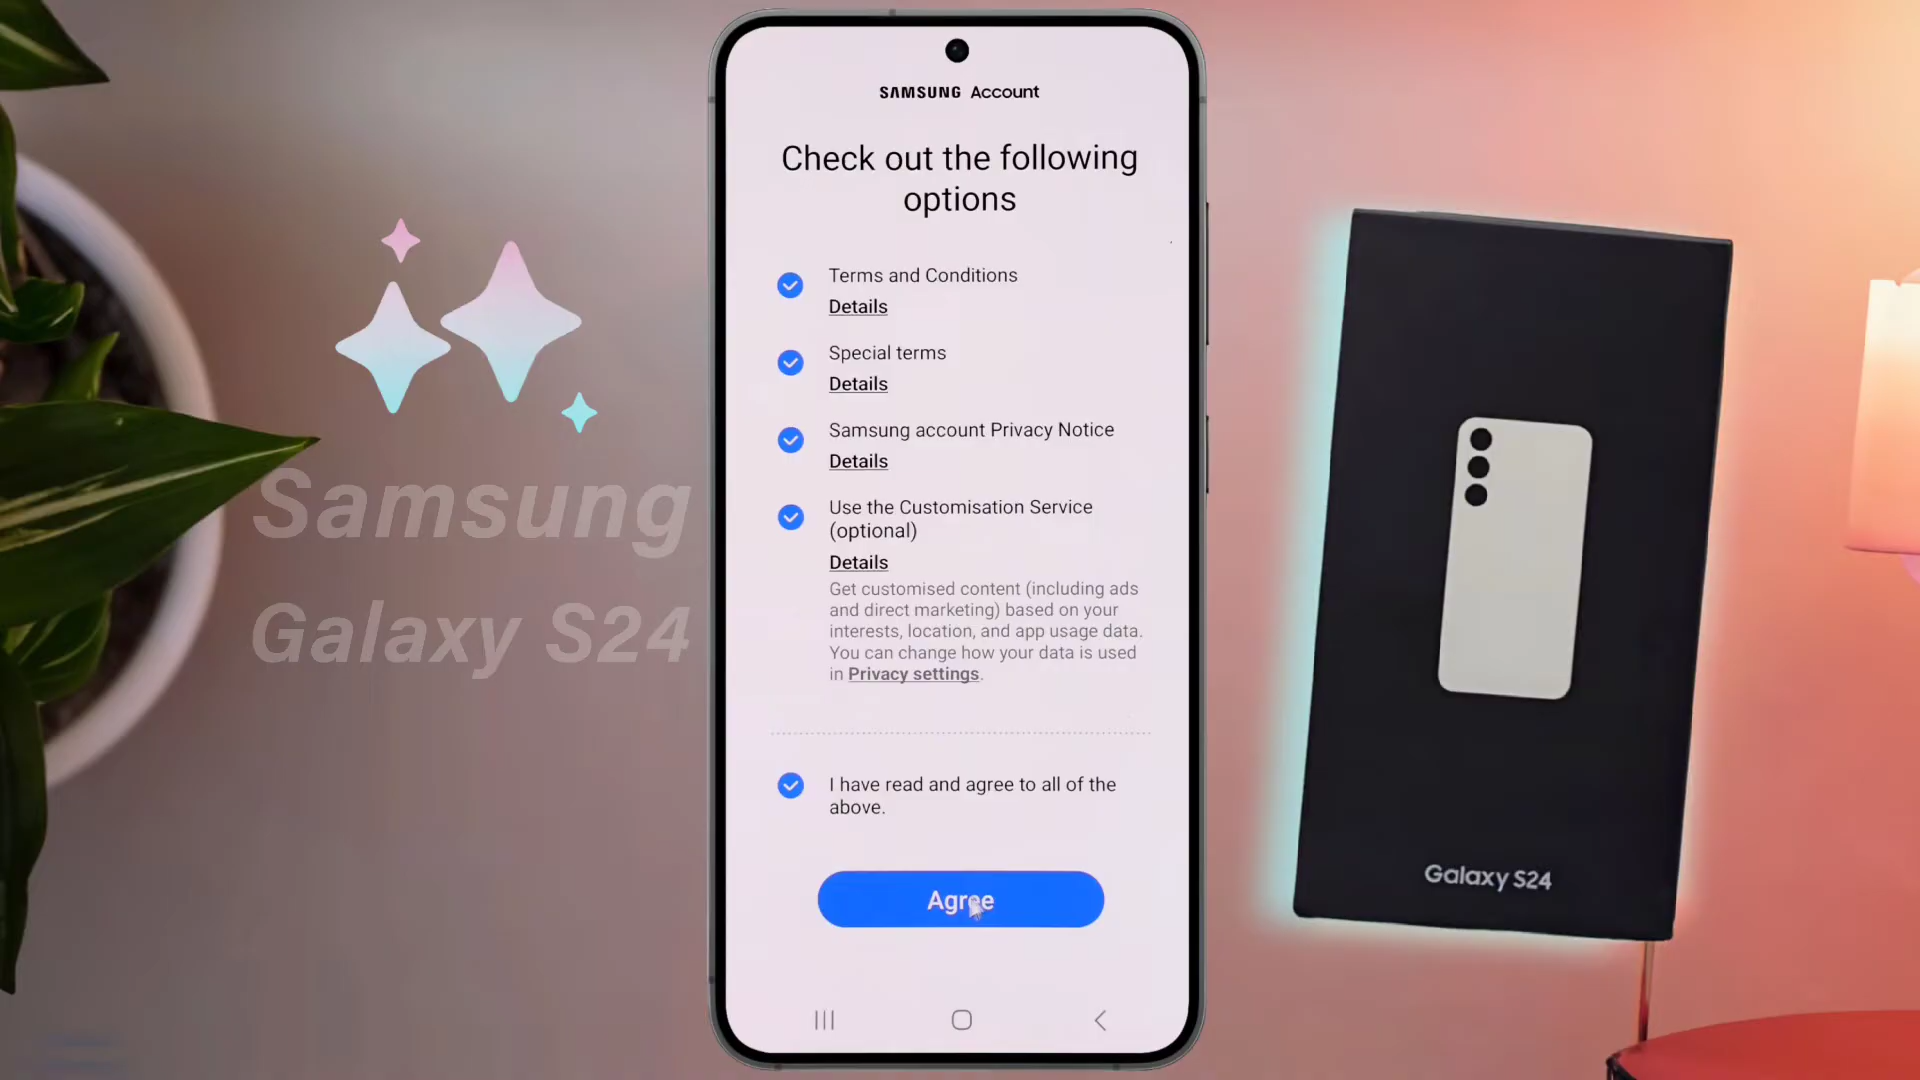 SAMSUNG Account
Check out the following
options
Terms and Conditions
Details
Special terms
Details
Samsung account Privacy Notice
Details
Use the Customisation Service
(optional)
Details
Get customised content (including ads
and direct marketing) based on your
interests, location, and app usage data.
You can change how your data is used
in Privacy settings.
I have read and agree to all of the
above.
Agree
Samsung
Galaxy S24
Galaxy S24